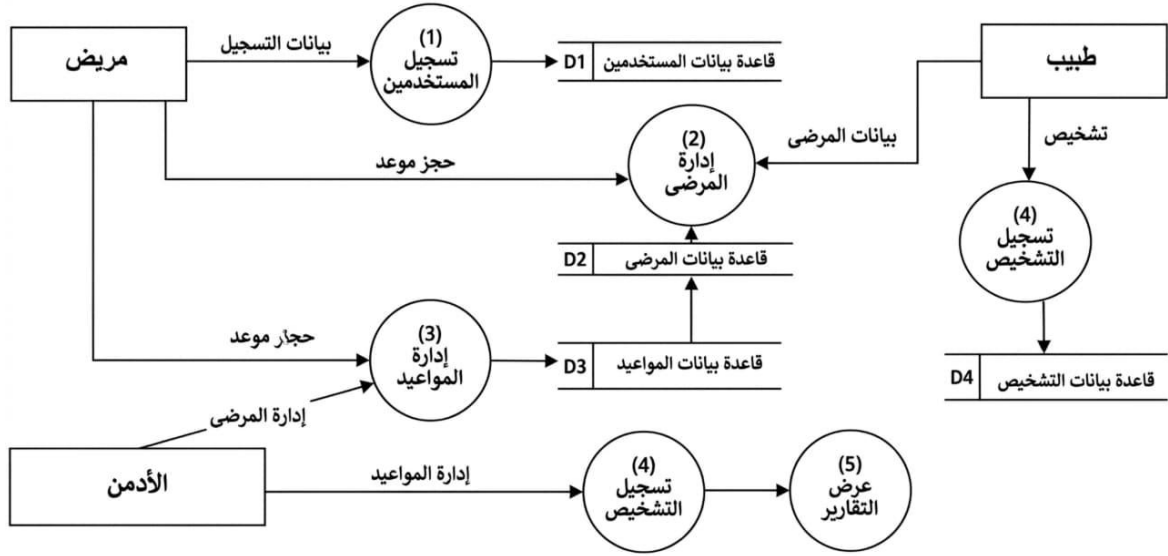 مريض
بيانات التسجيل
(1)
تسجيل
المستخدمين
D1
قاعدة بيانات المستخدمين
طبيب
حجز موعد
(2)
إدارة
المرضى
بيانات المرضى
تشخيص
(4)
تسجيل
التشخيص
D2
قاعدة بيانات المرضى
حجز موعد
(3)
إدارة
المواعيد
D3
قاعدة بيانات المواعيد
D4
قاعدة بيانات التشخيص
إدارة المرضى
الأدمن
إدارة المواعيد
(4)
تسجيل
التشخيص
(5)
عرض
التقارير